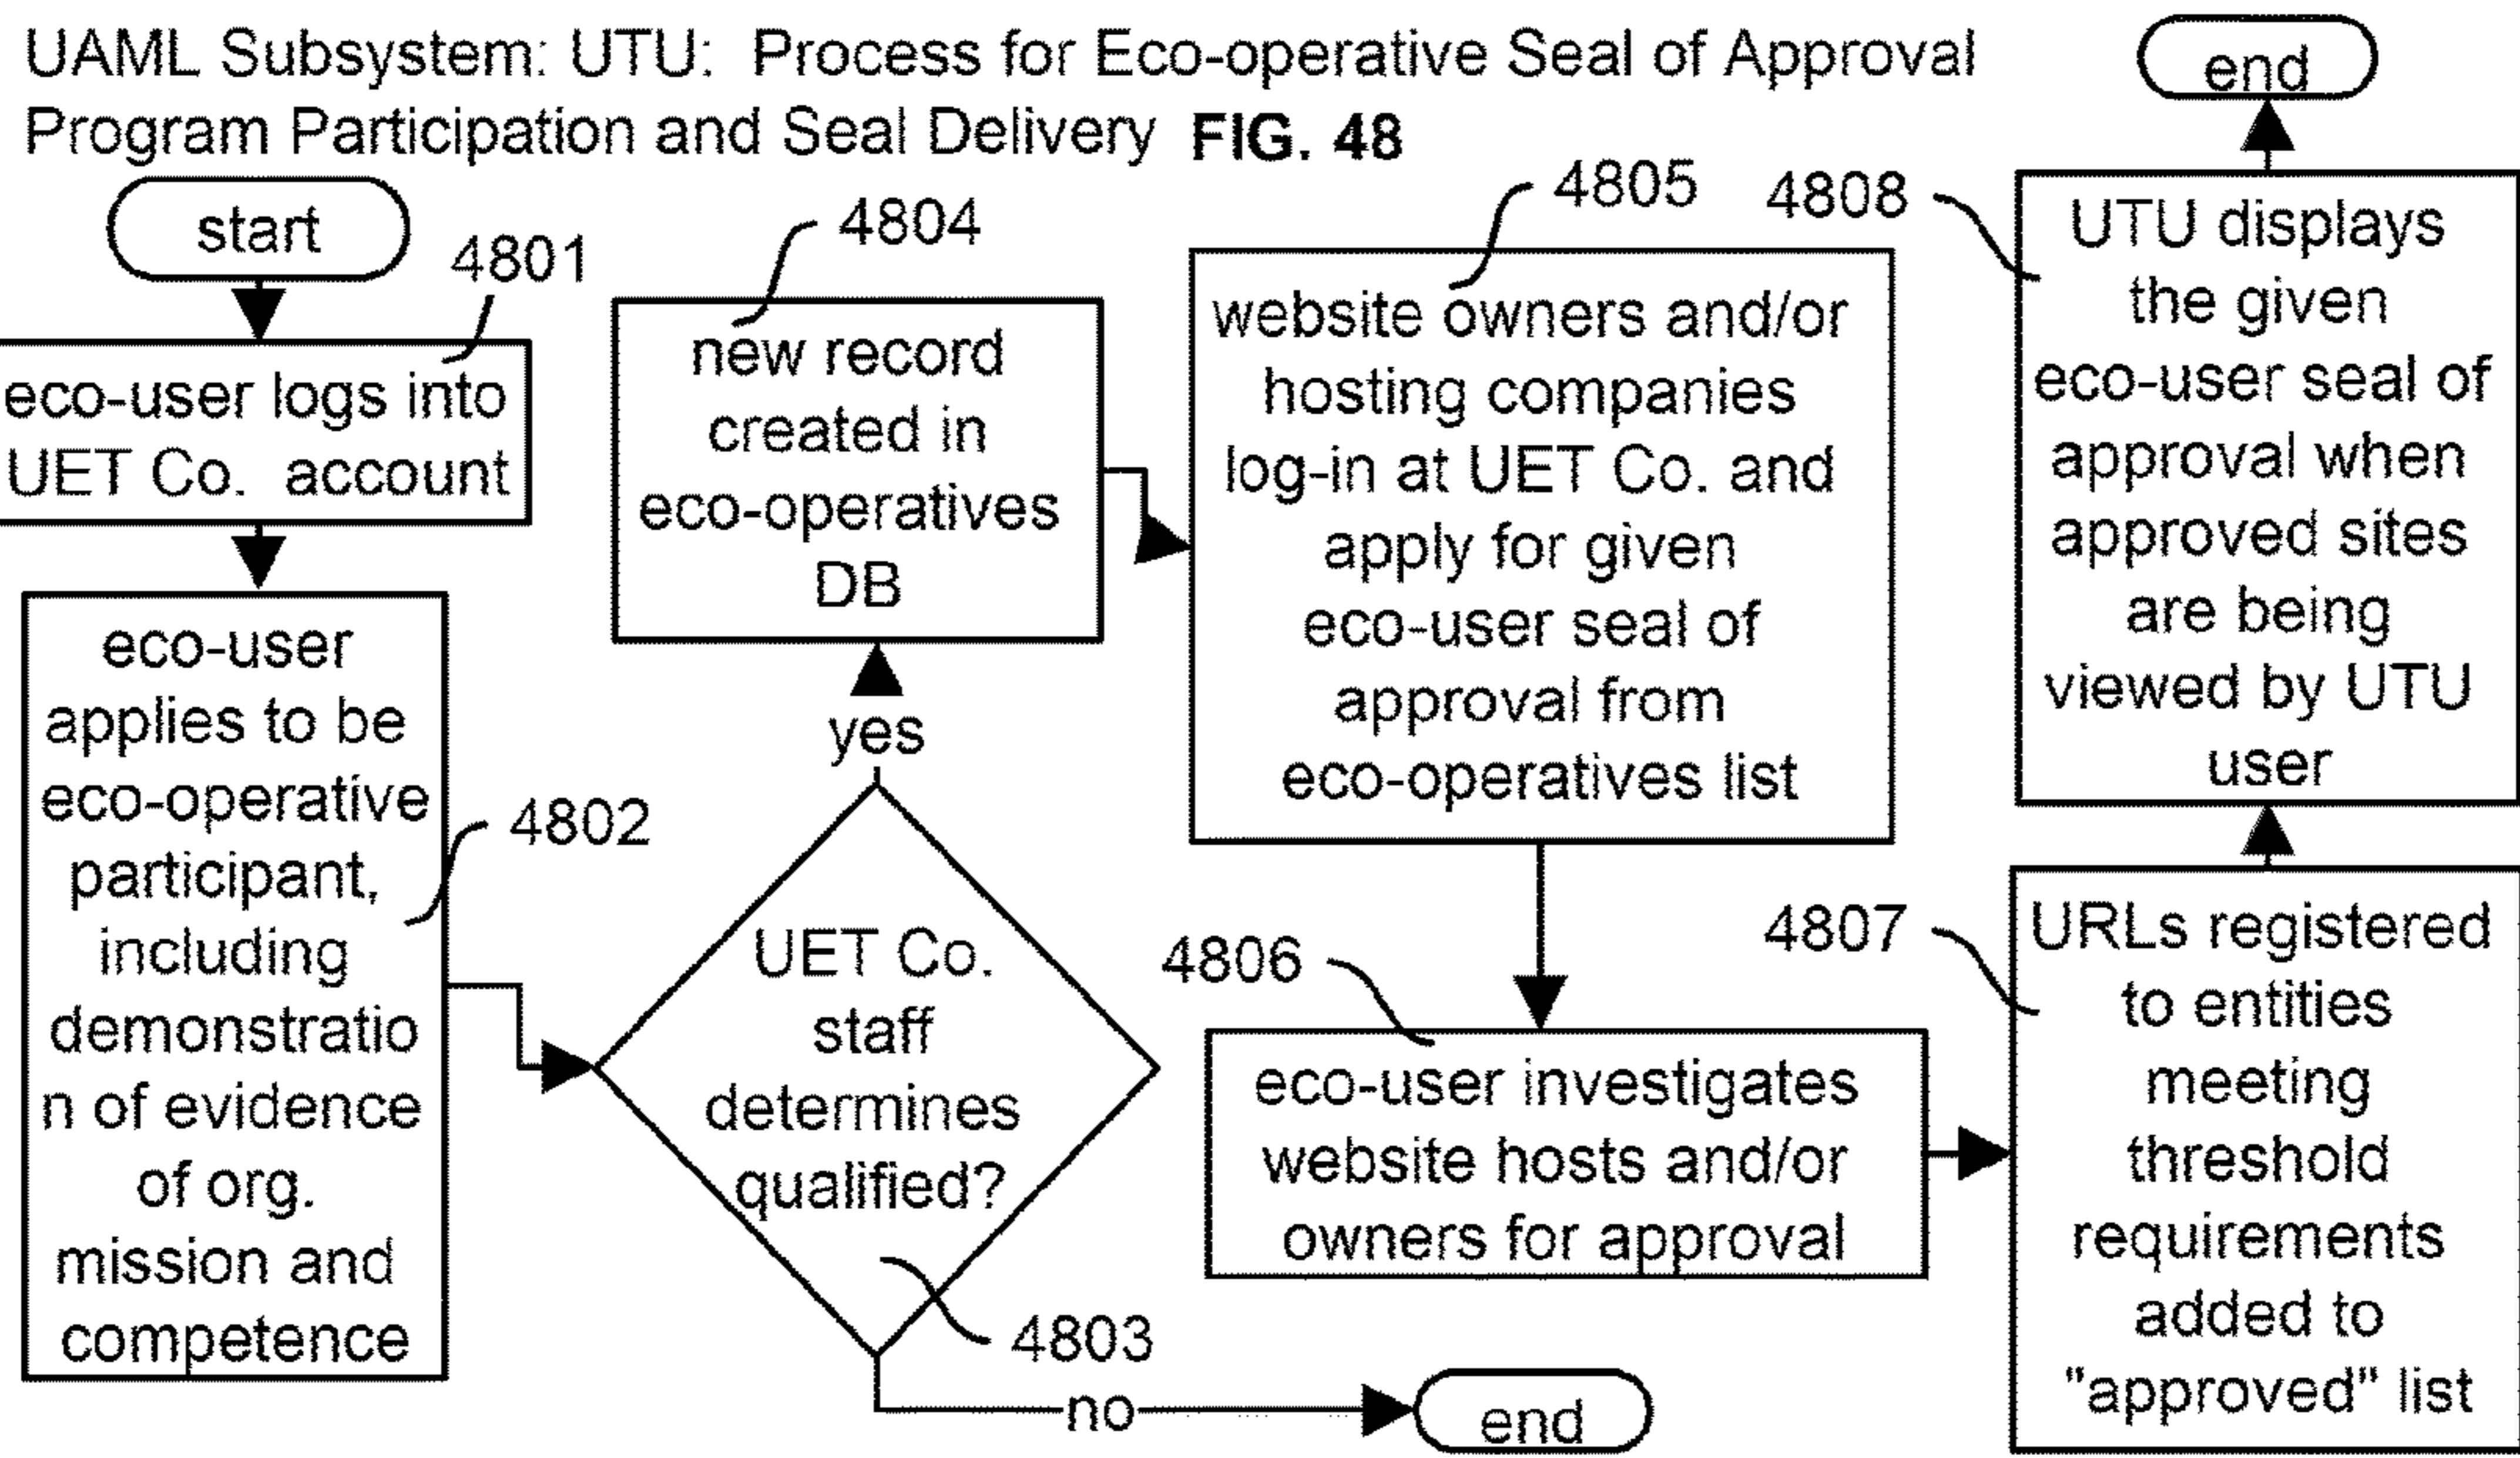 UAML Subsystem: UTU: Process for Eco-operative Seal of Approval
Program Participation and Seal Delivery FIG. 48
start
4801
eco-user logs into
UET Co. account
eco-user
applies to be
eco-operative
participant,
including
demonstratio
n of evidence
of org.
mission and
competence
4802
UET Co.
staff
determines
qualified?
4803
no
end
yes
4804
new record
created in
eco-operatives
DB
4805
website owners and/or
hosting companies
log-in at UET Co. and
apply for given
eco-user seal of
approval from
eco-operatives list
4806
eco-user investigates
website hosts and/or
owners for approval
4807
URLs registered
to entities
meeting
threshold
requirements
added to
"approved" list
4808
UTU displays
the given
eco-user seal of
approval when
approved sites
are being
viewed by UTU
user
end